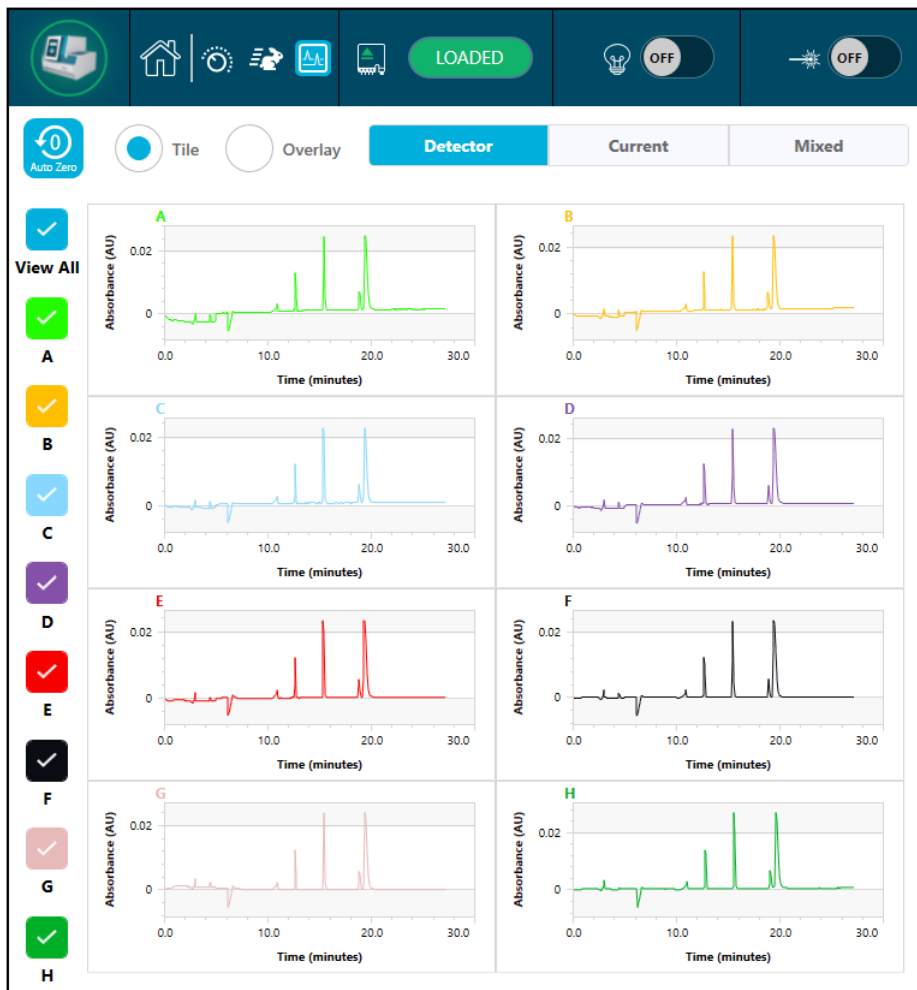 LOADED
OFF
OFF
0
Auto Zero
Tile
Overlay
Detector
Current
Mixed
View All
A
B
C
D
E
F
G
H
A
Absorbance (AU)
0.02
0
0.0 10.0 20.0 30.0
Time (minutes)
B
Absorbance (AU)
0.02
0
0.0 10.0 20.0 30.0
Time (minutes)
C
Absorbance (AU)
0.02
0
0.0 10.0 20.0 30.0
Time (minutes)
D
Absorbance (AU)
0.02
0
0.0 10.0 20.0 30.0
Time (minutes)
E
Absorbance (AU)
0.02
0
0.0 10.0 20.0 30.0
Time (minutes)
F
Absorbance (AU)
0.02
0
0.0 10.0 20.0 30.0
Time (minutes)
G
Absorbance (AU)
0.02
0
0.0 10.0 20.0 30.0
Time (minutes)
H
Absorbance (AU)
0.02
0
0.0 10.0 20.0 30.0
Time (minutes)